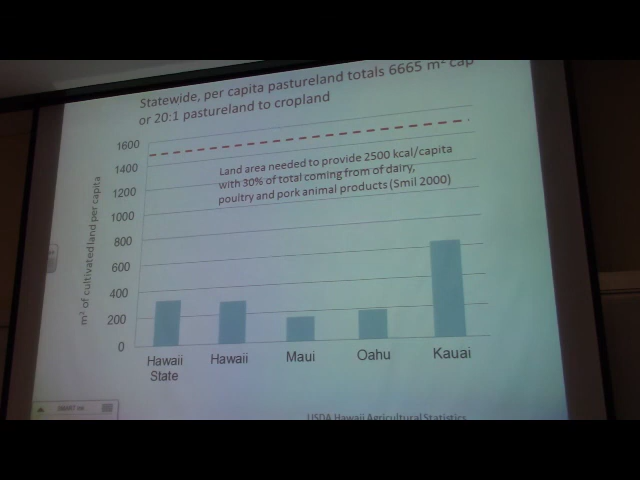 Statewide, per capita pastureland totals 6665 m² cap
or 20:1 pastureland to cropland
1600
1400
1200
1000
800
600
400
200
0
m² of cultivated land per capita
Land area needed to provide 2500 kcal/capita
with 30% of total coming from of dairy,
poultry and pork animal products (Smil 2000)
Hawaii
State
Hawaii
Maui
Oahu
Kauai
USDA Hawaii Agricultural Statistics